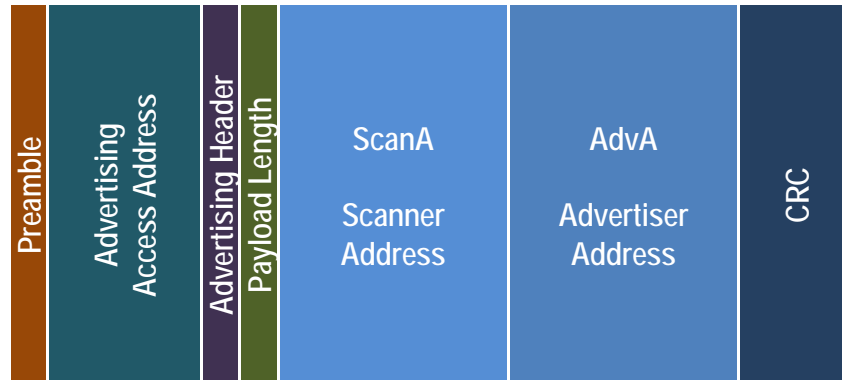 Preamble
Advertising
Access Address
Advertising Header
Payload Length
ScanA
Scanner
Address
AdvA
Advertiser
Address
CRC